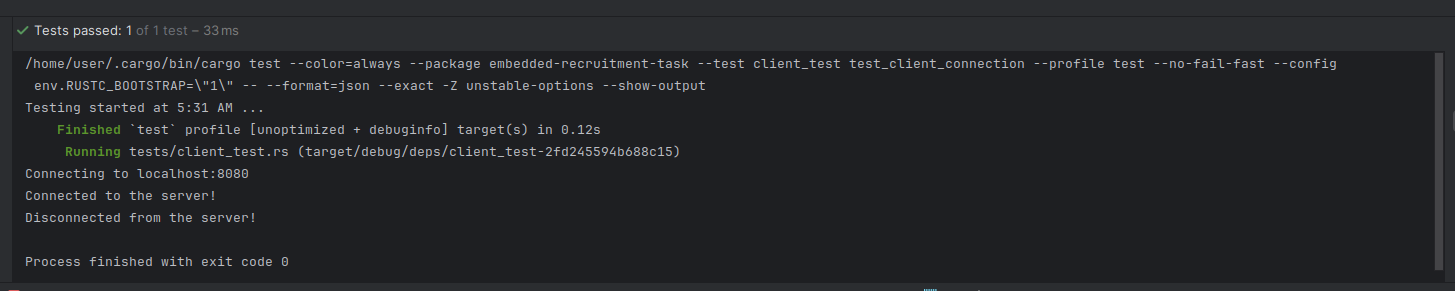 Tests passed: 1 of 1 test – 33 ms
/home/user/.cargo/bin/cargo test --color=always --package embedded-recruitment-task --test client_test test_client_connection --profile test --no-fail-fast --config
env.RUSTC_BOOTSTRAP=\"1\" -- --format=json --exact -Z unstable-options --show-output
Testing started at 5:31 AM ...
Finished `test` profile [unoptimized + debuginfo] target(s) in 0.12s
Running tests/client_test.rs (target/debug/deps/client_test-2fd245594b688c15)
Connecting to localhost:8080
Connected to the server!
Disconnected from the server!
Process finished with exit code 0